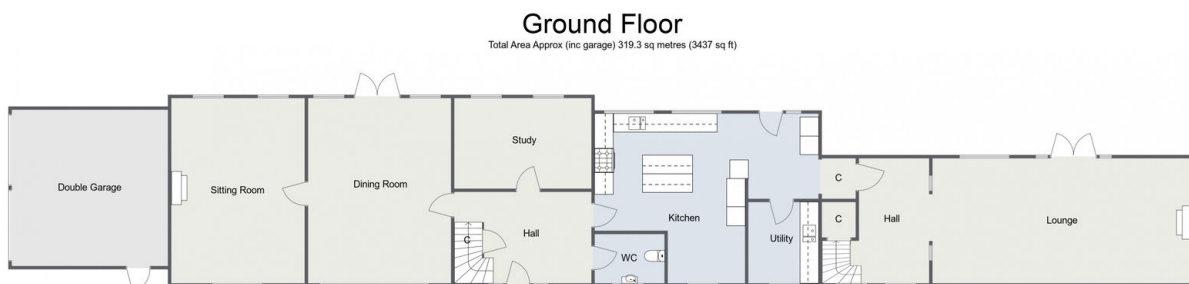 Ground Floor
Total Area Approx (inc garage) 319.3 sq metres (3437 sq ft)
Study
Double Garage
Sitting Room
Dining Room
Kitchen
C
C
Hall
C
Hall
Lounge
Utility
WC